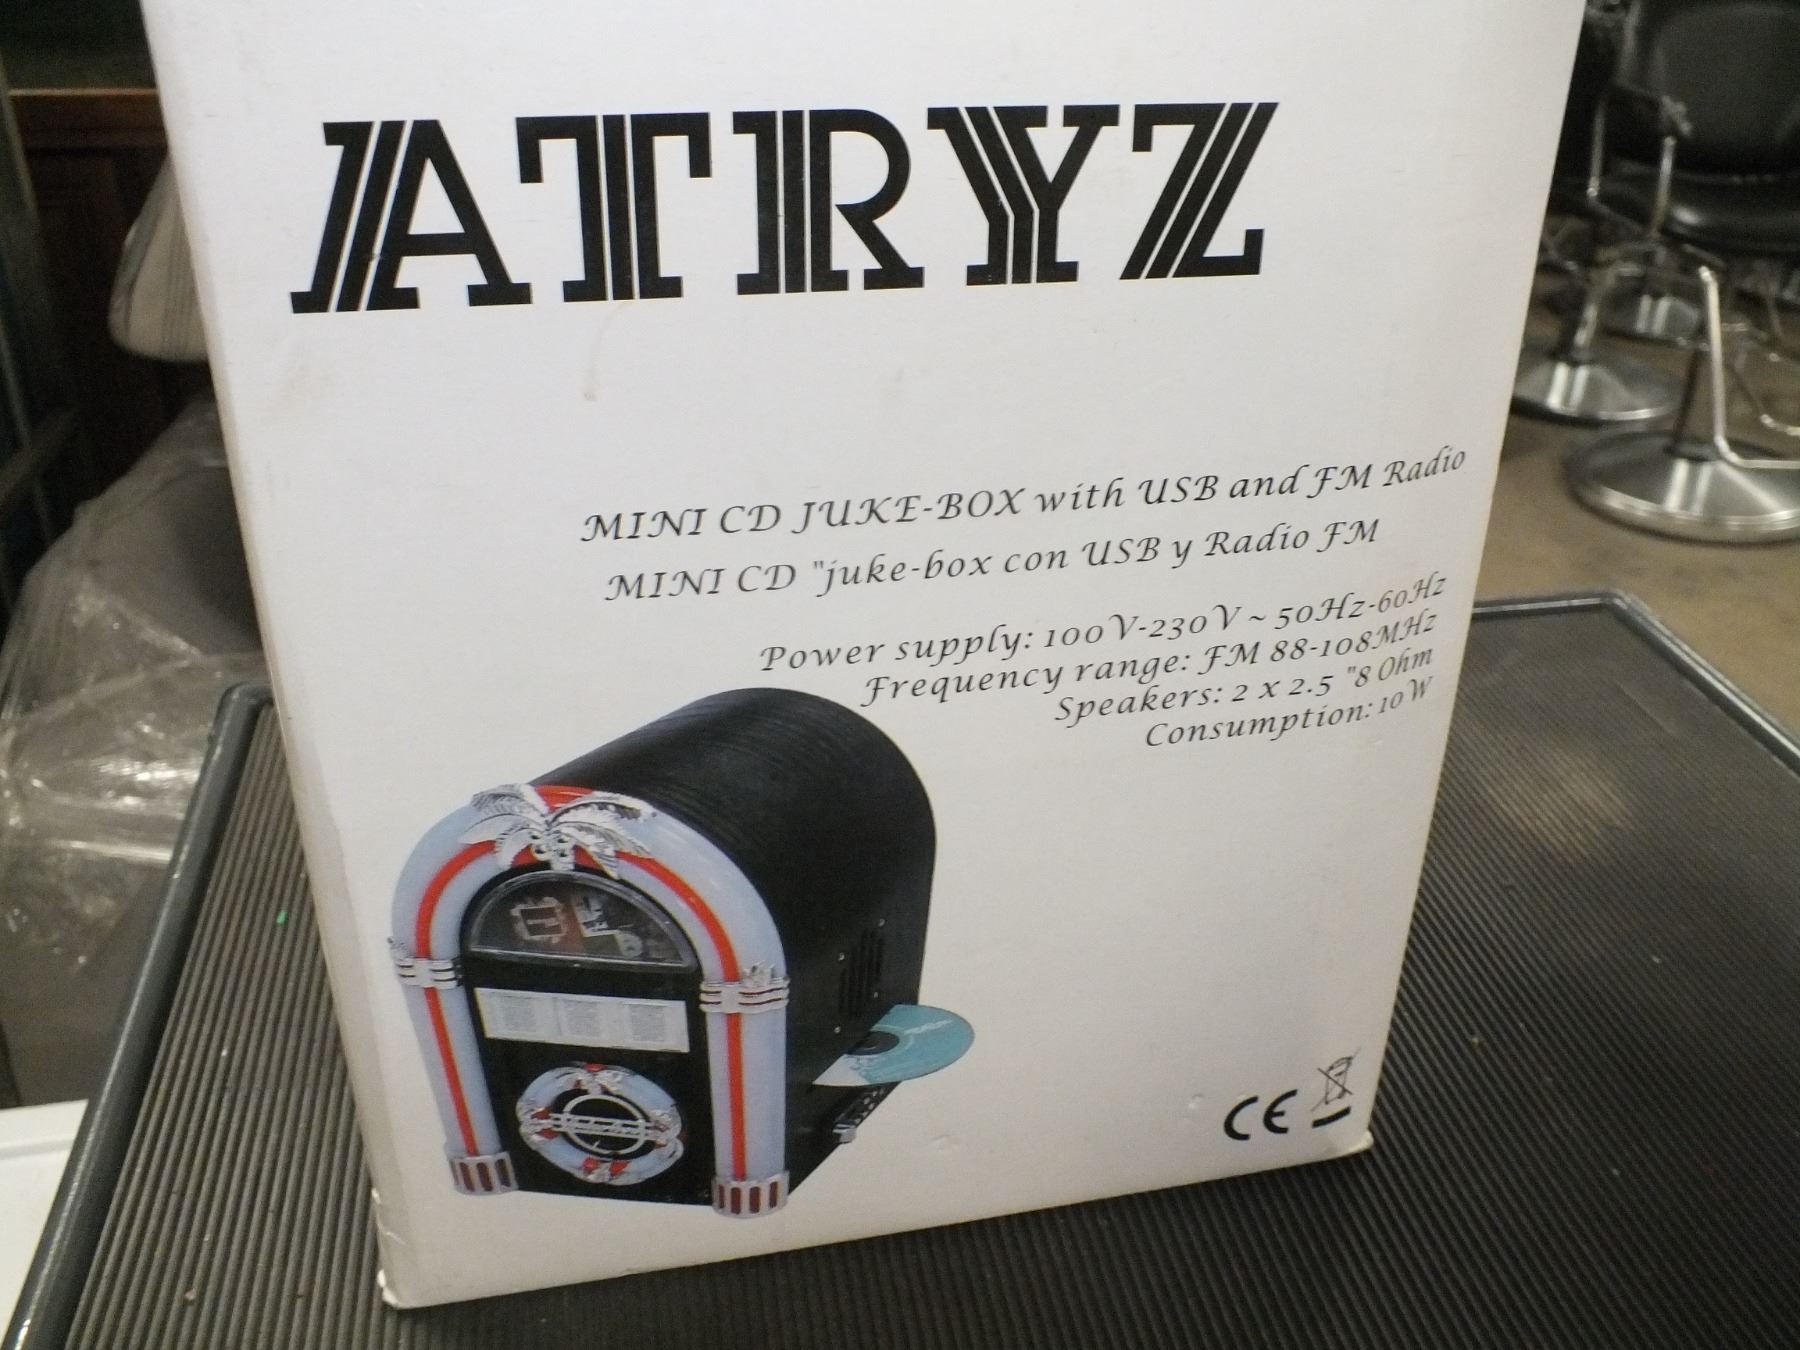 ATRYZ
MINI CD JUKE-BOX with USB and FM Radio
MINI CD "juke-box con USB y Radio FM
Power supply: 100V-230V ~ 50Hz-60Hz
Frequency range: FM 88-108MHz
Speakers: 2 x 2.5 "8 Ohm
Consumption: 10W
CE